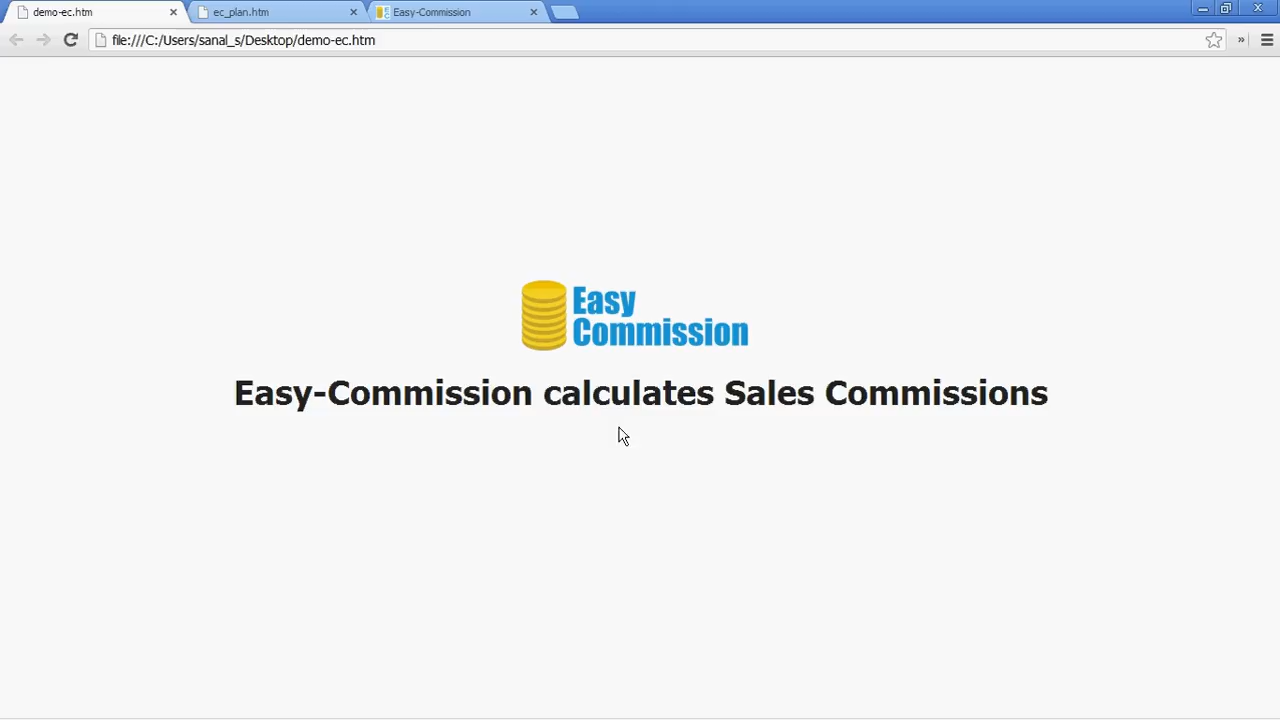 demo-ec.htm
ec_plan.htm
Easy-Commission
file:///C:/Users/sanal_s/Desktop/demo-ec.htm
Easy
Commission
Easy-Commission calculates Sales Commissions